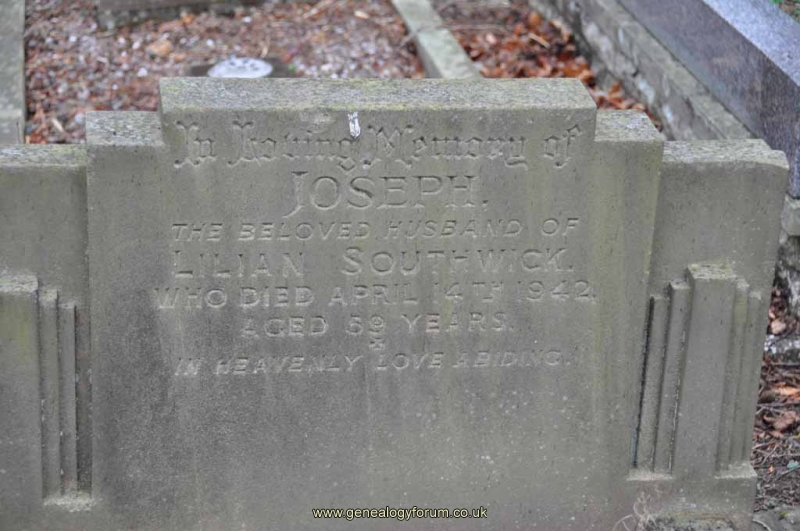 In Loving Memory of
JOSEPH.
THE BELOVED HUSBAND OF
LILIAN SOUTHWICK.
WHO DIED APRIL 14TH 1942,
AGED 69 YEARS.
IN HEAVENLY LOVE ABIDING.
www.genealogyforum.co.uk